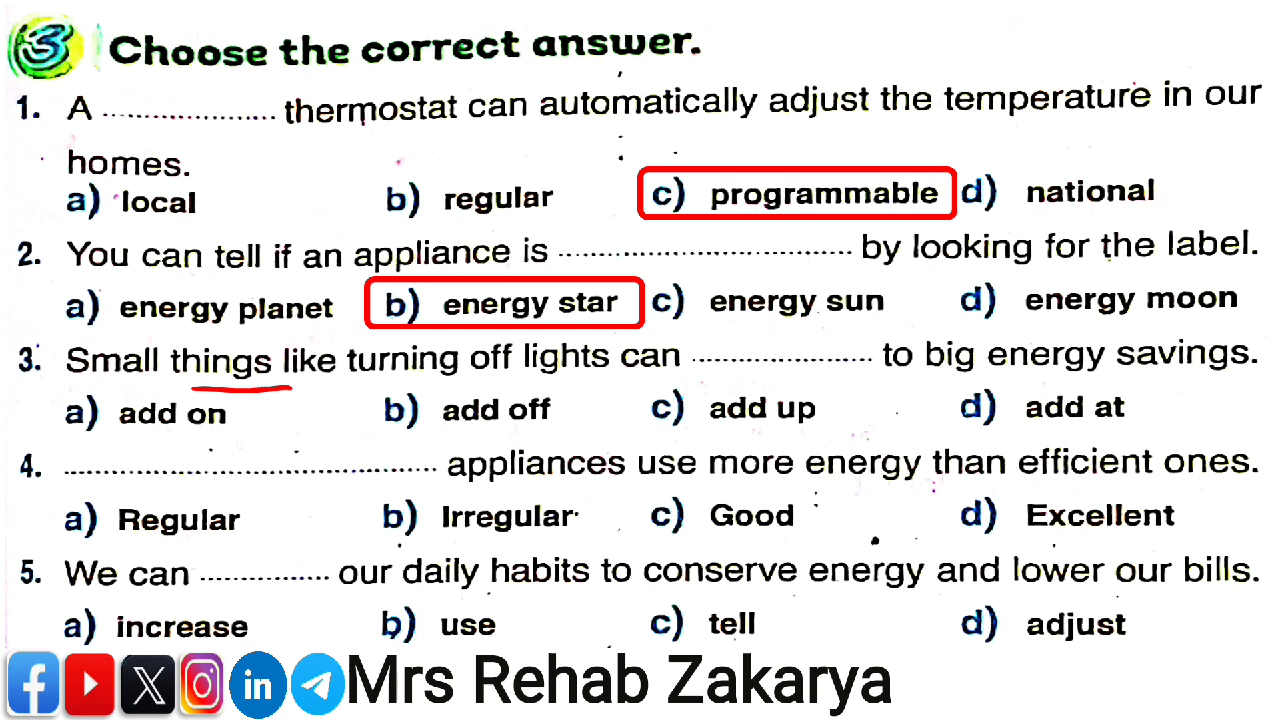 3 Choose the correct answer.
1. A .................... thermostat can automatically adjust the temperature in our
homes.
a) local b) regular c) programmable d) national
2. You can tell if an appliance is .................................. by looking for the label.
a) energy planet b) energy star c) energy sun d) energy moon
3. Small things like turning off lights can ..................... to big energy savings.
a) add on b) add off c) add up d) add at
4. ........................................... appliances use more energy than efficient ones.
a) Regular b) Irregular c) Good d) Excellent
5. We can ............... our daily habits to conserve energy and lower our bills.
a) increase b) use c) tell d) adjust
Mrs Rehab Zakarya